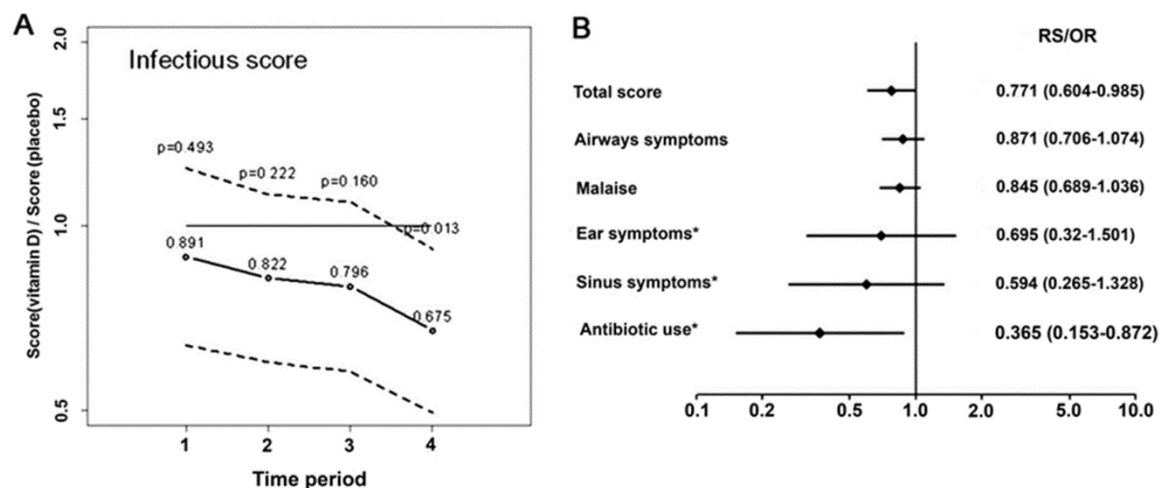 A
Infectious score
Score(vitamin D) / Score(placebo)
2.0
1.5
1.0
0.5
p=0.493
p=0 222
p=0 160
p=0 013
0 891
0 822
0 796
0 675
1 2 3 4
Time period
B
RS/OR
Total score 0.771 (0.604-0.985)
Airways symptoms 0.871 (0.706-1.074)
Malaise 0.845 (0.689-1.036)
Ear symptoms* 0.695 (0.32-1.501)
Sinus symptoms* 0.594 (0.265-1.328)
Antibiotic use* 0.365 (0.153-0.872)
0.1 0.2 0.5 1.0 2.0 5.0 10.0